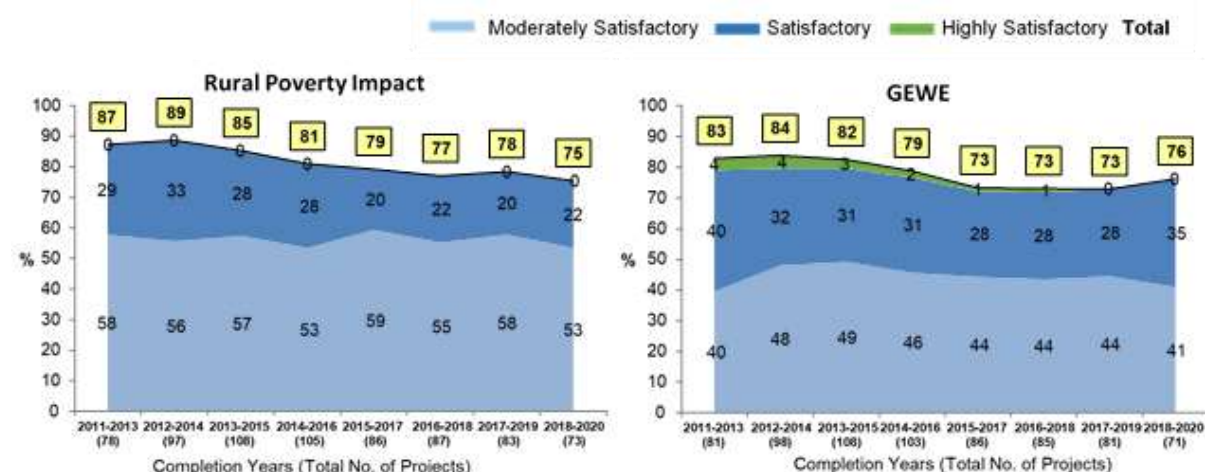 Moderately Satisfactory Satisfactory Highly Satisfactory Total
Rural Poverty Impact
100
90
80
70
60
50
%
40
30
20
10
0
87 89 85 81 79 77 78 75
0 0 0 0 0 0 0
29 33 28 28 20 22 20 22
58 56 57 53 59 55 58 53
2011-2013 2012-2014 2013-2015 2014-2016 2015-2017 2016-2018 2017-2019 2018-2020
(78) (97) (108) (105) (86) (87) (83) (73)
Completion Years (Total No. of Projects)
GEWE
100
90
80
70
60
50
%
40
30
20
10
0
83 84 82 79 73 73 73 76
4 4 3 2 1 1 0 0
40 32 31 31 28 28 28 35
40 48 49 46 44 44 44 41
2011-2013 2012-2014 2013-2015 2014-2016 2015-2017 2016-2018 2017-2019 2018-2020
(81) (98) (108) (103) (86) (85) (81) (71)
Completion Years (Total No. of Projects)